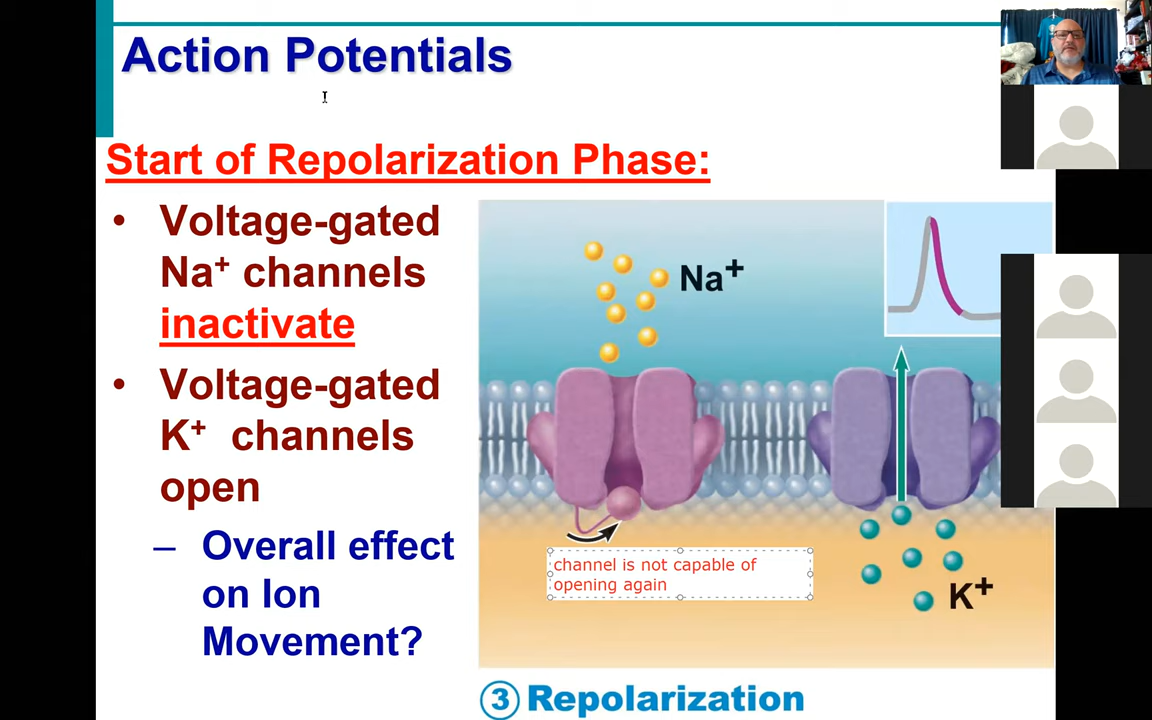 Action Potentials
Start of Repolarization Phase:
• Voltage-gated
Na⁺ channels
inactivate
• Voltage-gated
K⁺ channels
open
– Overall effect
on Ion
Movement?
Na⁺
channel is not capable of
opening again
K⁺
③ Repolarization